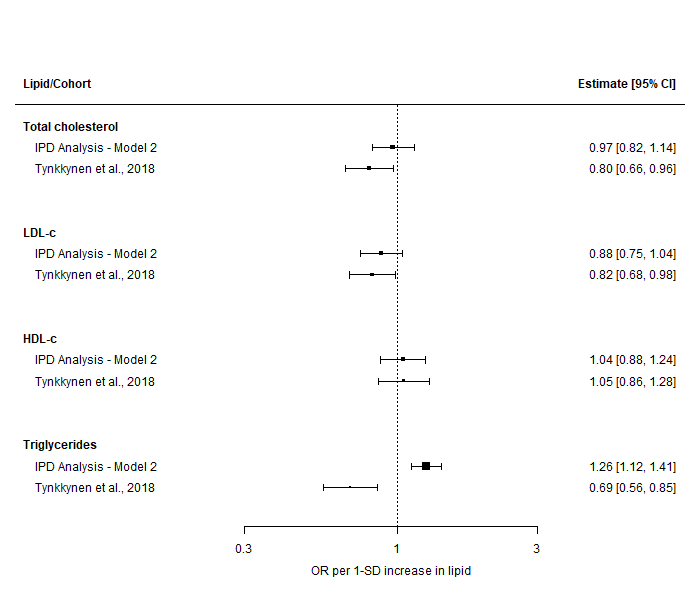 Lipid/Cohort Estimate [95% CI]
Total cholesterol
IPD Analysis - Model 2 0.97 [0.82, 1.14]
Tynkkynen et al., 2018 0.80 [0.66, 0.96]
LDL-c
IPD Analysis - Model 2 0.88 [0.75, 1.04]
Tynkkynen et al., 2018 0.82 [0.68, 0.98]
HDL-c
IPD Analysis - Model 2 1.04 [0.88, 1.24]
Tynkkynen et al., 2018 1.05 [0.86, 1.28]
Triglycerides
IPD Analysis - Model 2 1.26 [1.12, 1.41]
Tynkkynen et al., 2018 0.69 [0.56, 0.85]
0.3 1 3
OR per 1-SD increase in lipid